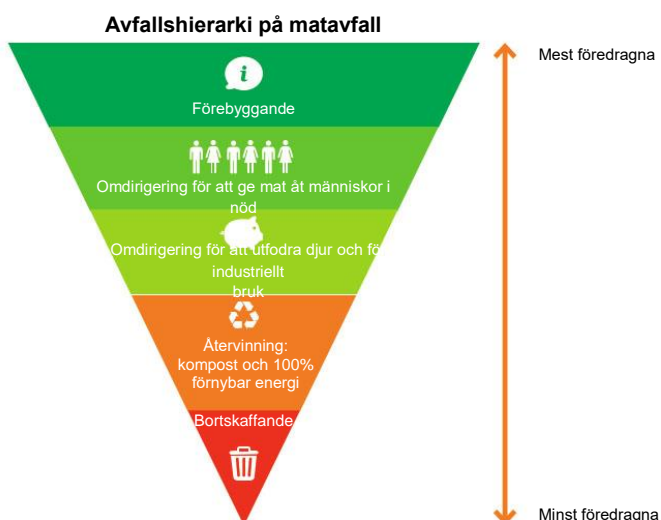 Avfallshierarki på matavfall
Mest föredragna
Förebyggande
Omdirigering för att ge mat åt människor i
nöd
Omdirigering för att utfodra djur och fö
industriellt
bruk
Återvinning:
kompost och 100%
förnybar energi
Bortskaffande
Minst föredragna